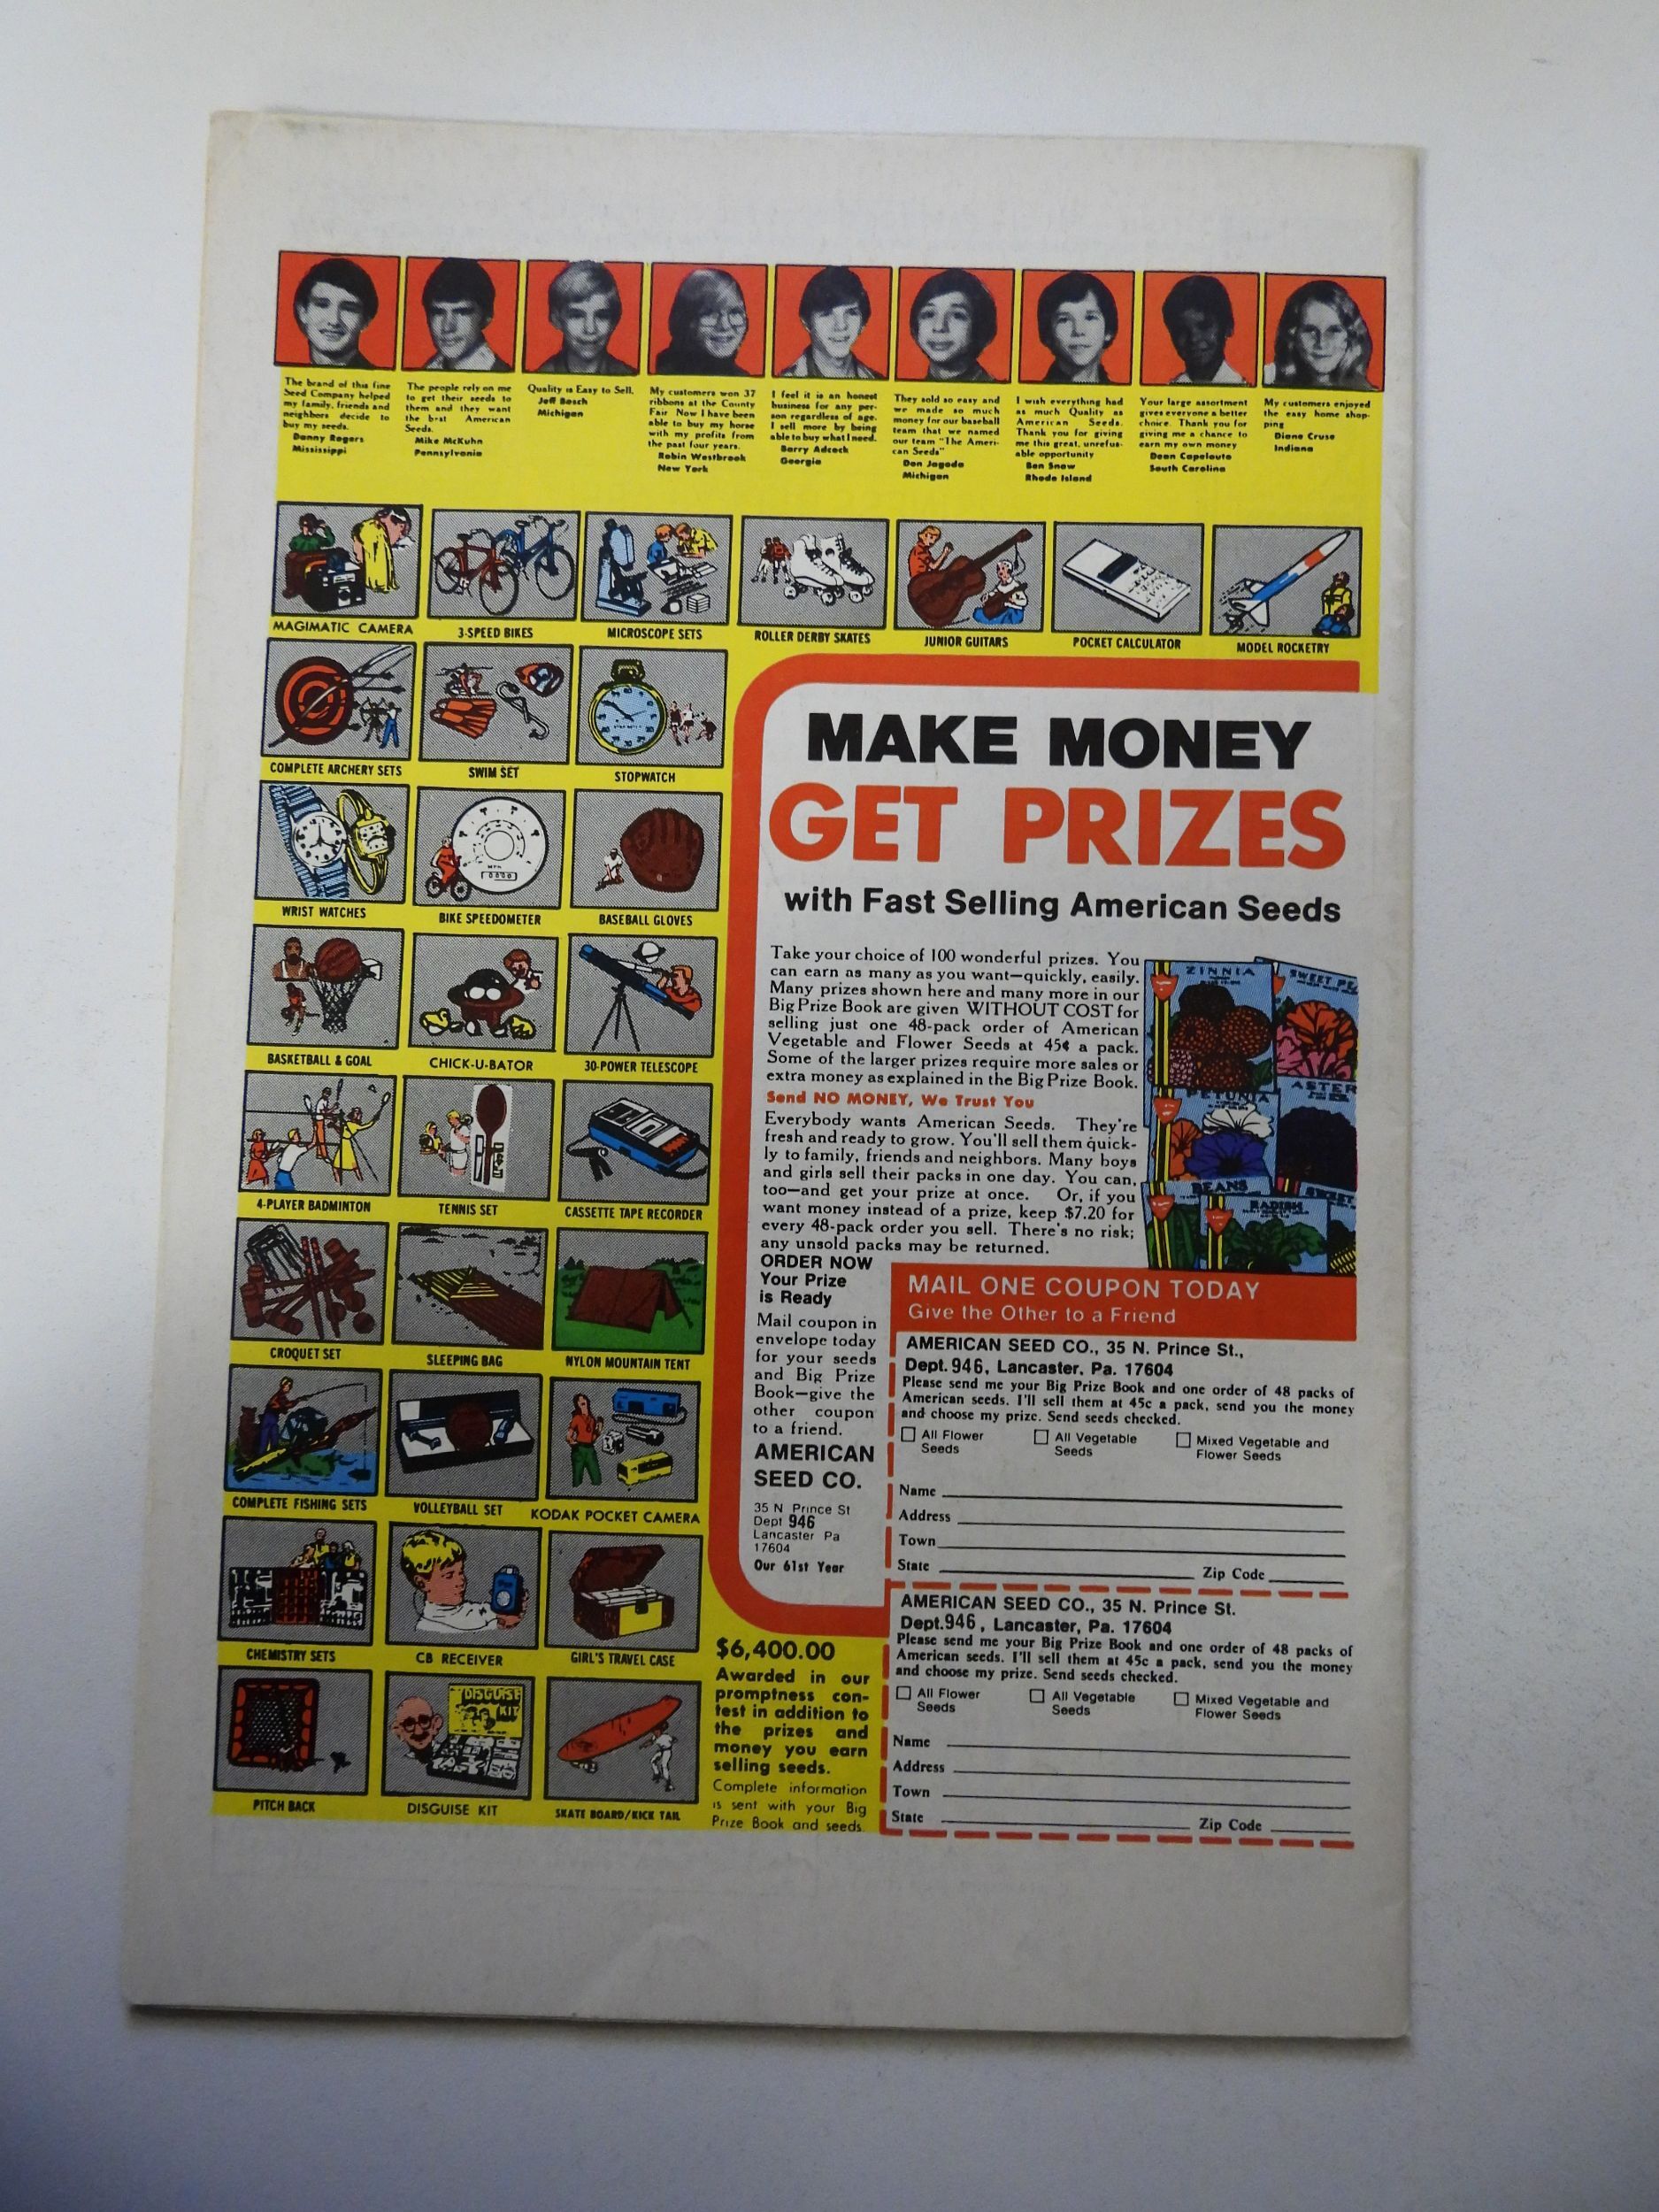 The brand of this fine
Seed Company helped
my family, friends and
neighbors decide to
buy my seeds.
Danny Rogers
Mississippi
The people rely on me
to get their seeds to
them and they want
the best American
Seeds.
Mike McKuhn
Pennsylvania
Quality is Easy to Sell.
Jeff Bosch
Michigan
My customers won 37
ribbons at the County
Fair Now I have been
able to buy my horse
with my profits from
the past four years.
Robin Westbrook
New York
I feel it is an honest
business for any per-
son regardless of age.
I sell more by being
able to buy what I need.
Barry Adcock
Georgia
They sold so easy and
we made so much
money for our baseball
team that we named
our team "The Ameri-
can Seeds"
Don Jagoda
Michigan
I wish everything had
as much Quality as
American Seeds.
Thank you for giving
me this great, unrefus-
able opportunity
Ben Snow
Rhode Island
Your large assortment
gives everyone a better
choice. Thank you for
giving me a chance to
earn my own money
Dean Capelouto
South Carolina
My customers enjoyed
the easy home shop-
ping
Diane Cruse
Indiana
MAGIMATIC CAMERA
3-SPEED BIKES
MICROSCOPE SETS
ROLLER DERBY SKATES
JUNIOR GUITARS
POCKET CALCULATOR
MODEL ROCKETRY
COMPLETE ARCHERY SETS
SWIM SET
STOPWATCH
WRIST WATCHES
MPH
BIKE SPEEDOMETER
BASEBALL GLOVES
BASKETBALL & GOAL
CHICK-U-BATOR
30-POWER TELESCOPE
4-PLAYER BADMINTON
TENNIS SET
CASSETTE TAPE RECORDER
CROQUET SET
SLEEPING BAG
NYLON MOUNTAIN TENT
COMPLETE FISHING SETS
VOLLEYBALL SET
KODAK POCKET CAMERA
CHEMISTRY SETS
CB RECEIVER
GIRL'S TRAVEL CASE
PITCH BACK
DISGUISE
KIT
DISGUISE KIT
SKATE BOARD/KICK TAIL
MAKE MONEY
GET PRIZES
with Fast Selling American Seeds
Take your choice of 100 wonderful prizes. You
can earn as many as you want—quickly, easily.
Many prizes shown here and many more in our
Big Prize Book are given WITHOUT COST for
selling just one 48-pack order of American
Vegetable and Flower Seeds at 45¢ a pack.
Some of the larger prizes require more sales or
extra money as explained in the Big Prize Book.
Send NO MONEY, We Trust You
Everybody wants American Seeds. They're
fresh and ready to grow. You'll sell them quick-
ly to family, friends and neighbors. Many boys
and girls sell their packs in one day. You can,
too—and get your prize at once. Or, if you
want money instead of a prize, keep $7.20 for
every 48-pack order you sell. There's no risk;
any unsold packs may be returned.
ZINNIA
SWEET PE
PETUNIA
ASTER
BEANS
RADISH
SWEET
ORDER NOW
Your Prize
is Ready
Mail coupon in
envelope today
for your seeds
and Big Prize
Book—give the
other coupon
to a friend.
AMERICAN
SEED CO.
35 N Prince St
Dept 946
Lancaster Pa
17604
Our 61st Year
MAIL ONE COUPON TODAY
Give the Other to a Friend
AMERICAN SEED CO., 35 N. Prince St.,
Dept. 946, Lancaster, Pa. 17604
Please send me your Big Prize Book and one order of 48 packs of
American seeds. I'll sell them at 45c a pack, send you the money
and choose my prize. Send seeds checked.
All Flower
Seeds
All Vegetable
Seeds
Mixed Vegetable and
Flower Seeds
Name
Address
Town
State Zip Code
AMERICAN SEED CO., 35 N. Prince St.
Dept. 946, Lancaster, Pa. 17604
Please send me your Big Prize Book and one order of 48 packs of
American seeds. I'll sell them at 45c a pack, send you the money
and choose my prize. Send seeds checked.
All Flower
Seeds
All Vegetable
Seeds
Mixed Vegetable and
Flower Seeds
Name
Address
Town
State Zip Code
$6,400.00
Awarded in our
promptness con-
test in addition to
the prizes and
money you earn
selling seeds.
Complete information
is sent with your Big
Prize Book and seeds.